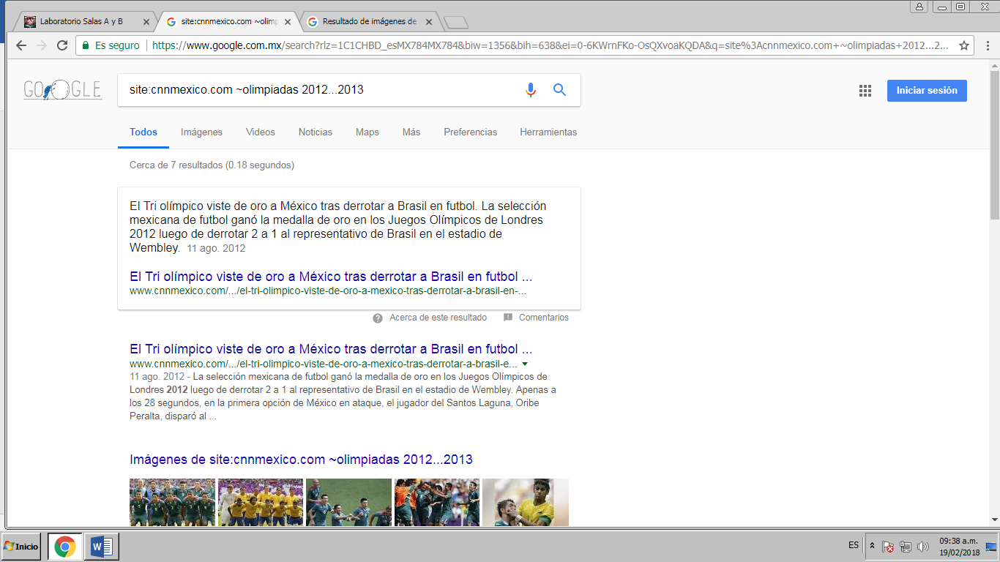 Laboratorio Salas A y B
site:cnnmexico.com ~olimp
Resultado de imágenes de
Es seguro
https://www.google.com.mx/search?rlz=1C1CHBD_esMX784MX784&biw=1356&bih=638&ei=0-6KWrnFKo-OsQXvoaKQDA&q=site%3Acnnmexico.com+~olimpiadas+2012...2...
GOOGLE
site:cnnmexico.com ~olimpiadas 2012...2013
Iniciar sesión
Todos Imágenes Videos Noticias Maps Más Preferencias Herramientas
Cerca de 7 resultados (0.18 segundos)
El Tri olímpico viste de oro a México tras derrotar a Brasil en futbol. La selección
mexicana de futbol ganó la medalla de oro en los Juegos Olímpicos de Londres
2012 luego de derrotar 2 a 1 al representativo de Brasil en el estadio de
Wembley. 11 ago. 2012
El Tri olímpico viste de oro a México tras derrotar a Brasil en futbol ...
www.cnnmexico.com/.../el-tri-olimpico-viste-de-oro-a-mexico-tras-derrotar-a-brasil-en-...
Acerca de este resultado Comentarios
El Tri olímpico viste de oro a México tras derrotar a Brasil en futbol ...
www.cnnmexico.com/.../el-tri-olimpico-viste-de-oro-a-mexico-tras-derrotar-a-brasil-e...
11 ago. 2012 - La selección mexicana de futbol ganó la medalla de oro en los Juegos Olímpicos de
Londres 2012 luego de derrotar 2 a 1 al representativo de Brasil en el estadio de Wembley. Apenas a
los 28 segundos, en la primera opción de México en ataque, el jugador del Santos Laguna, Oribe
Peralta, disparó al ...
Imágenes de site:cnnmexico.com ~olimpiadas 2012...2013
Inicio
ES
09:38 a.m.
19/02/2018